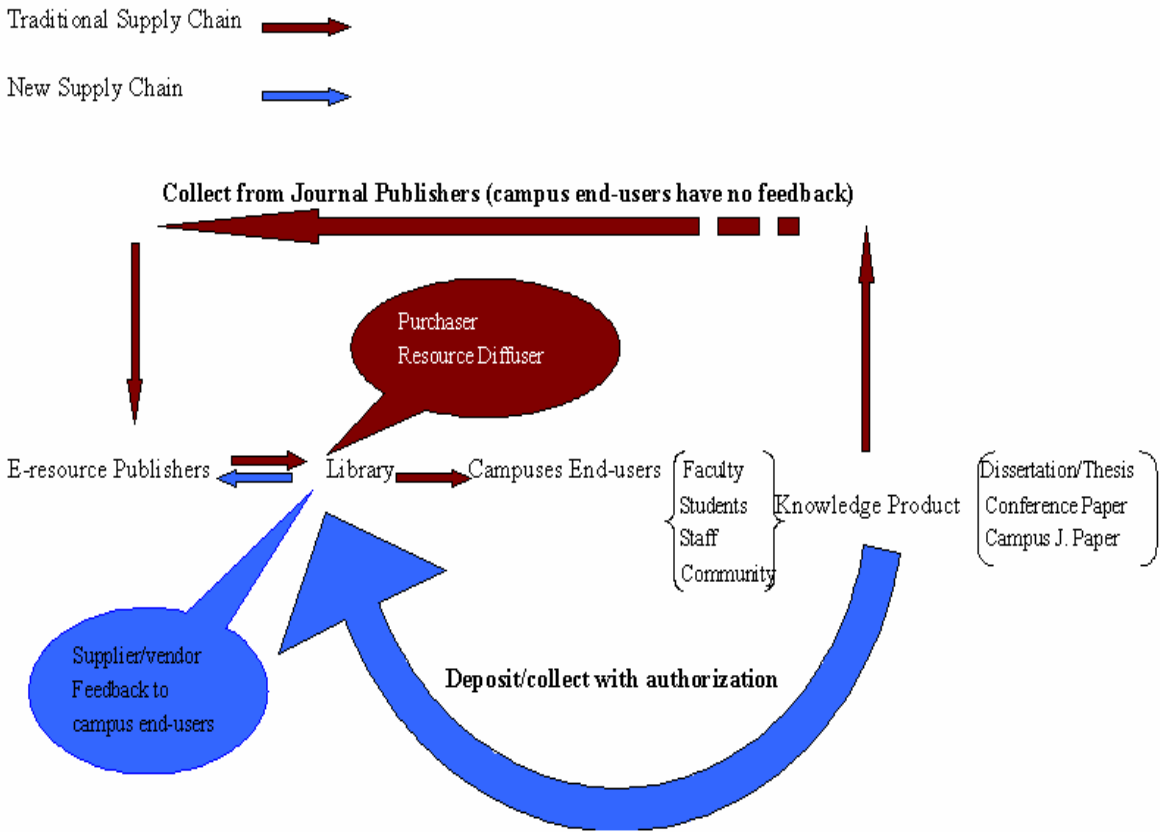 Traditional Supply Chain
New Supply Chain
Collect from Journal Publishers (campus end-users have no feedback)
Purchaser
Resource Diffuser
E-resource Publishers
Library
Campuses End-users
Faculty
Students
Staff
Community
Knowledge Product
Dissertation/Thesis
Conference Paper
Campus J. Paper
Supplier/vendor
Feedback to
campus end-users
Deposit/collect with authorization